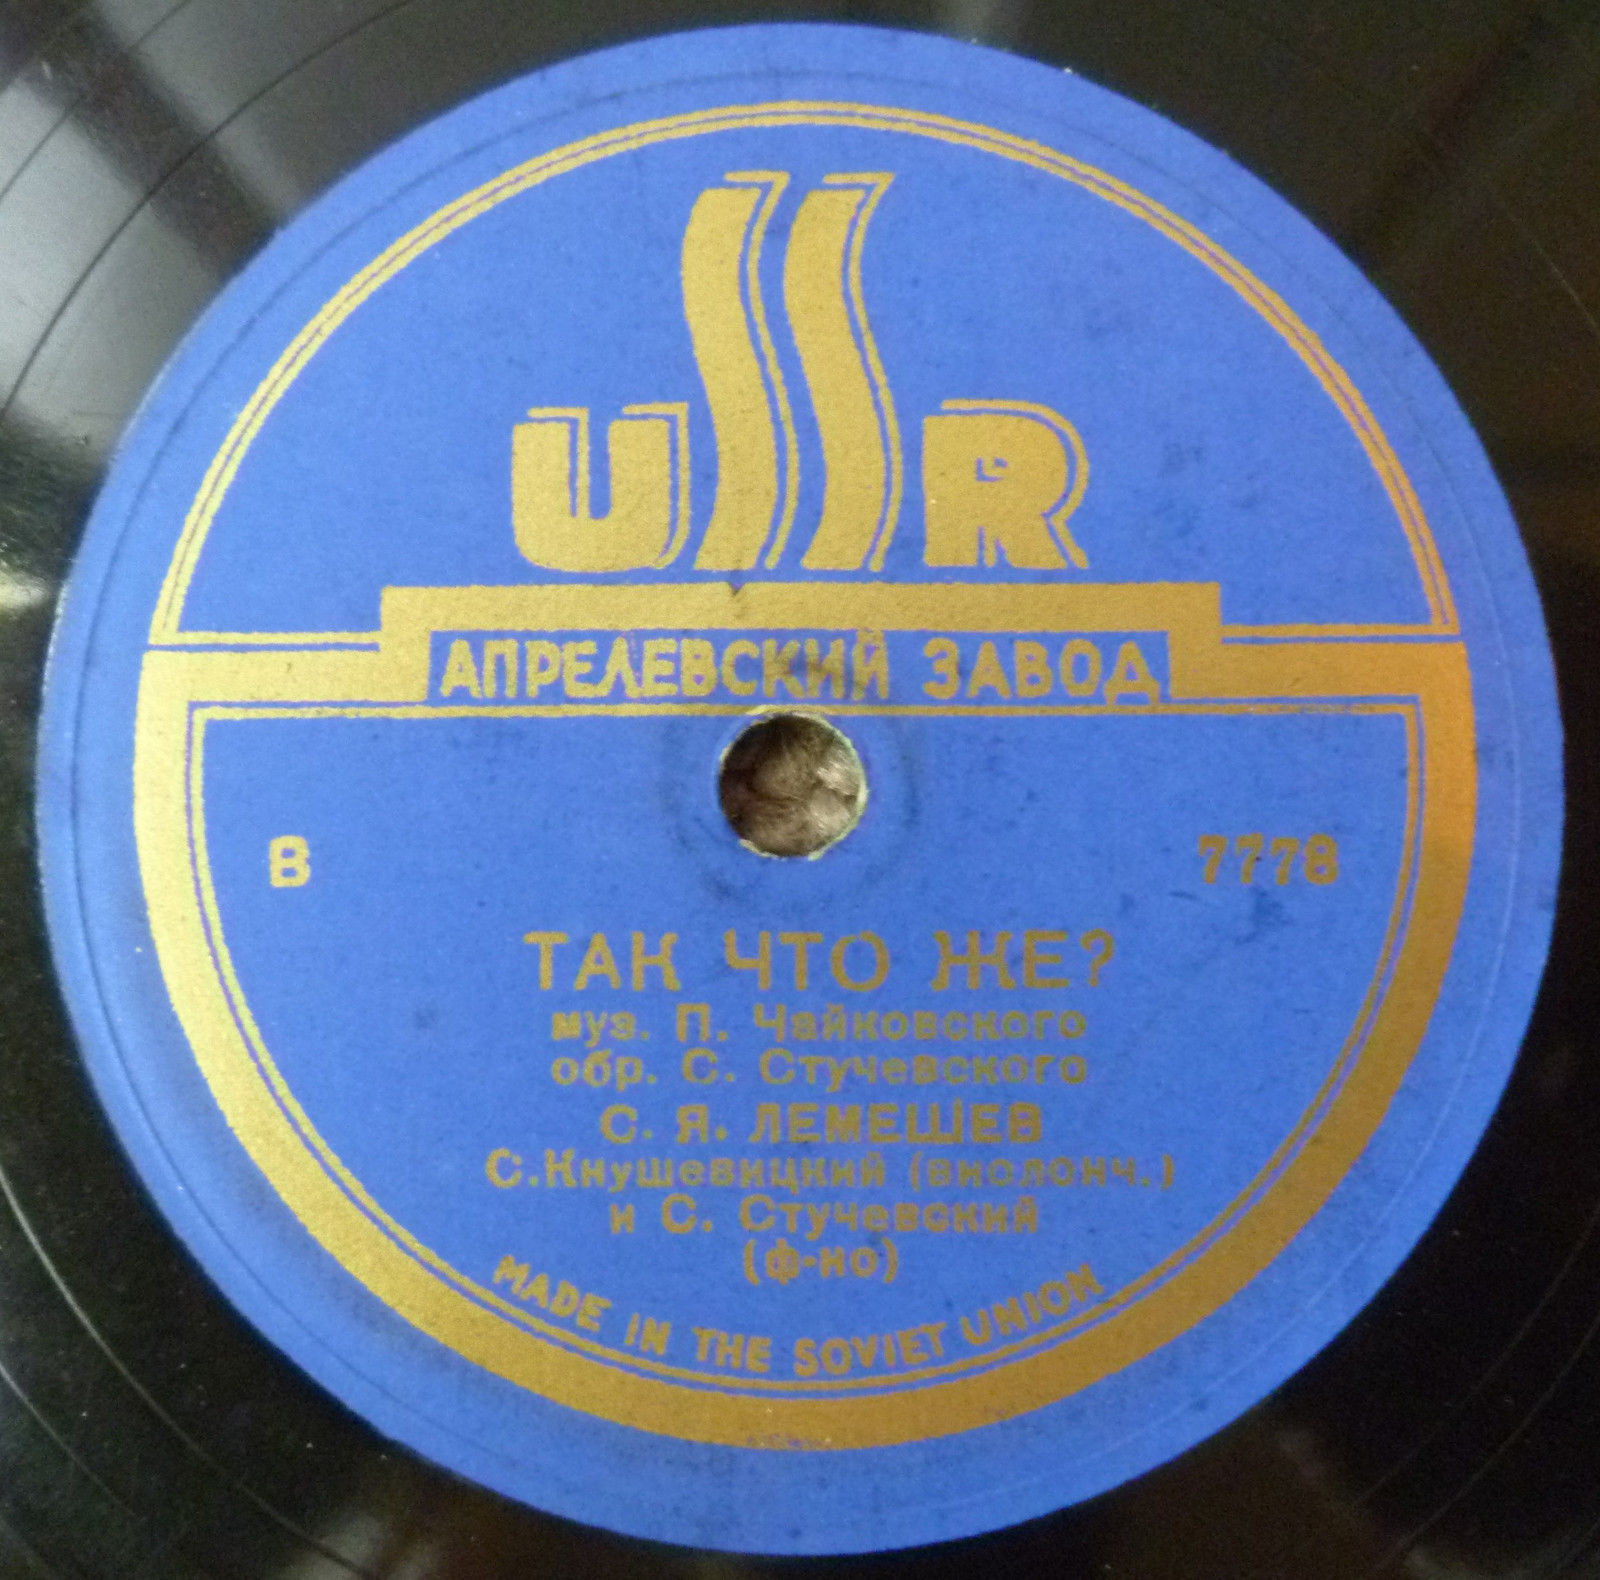 USSR
АПРЕЛЕВСКИЙ ЗАВОД
В 7778
ТАК ЧТО ЖЕ?
муз. П. Чайковского
обр. С. Стучевского
С. Я. ЛЕМЕШЕВ
С.Кнушевицкий (виолонч.)
и С. Стучевский
(ф-но)
MADE IN THE SOVIET UNION